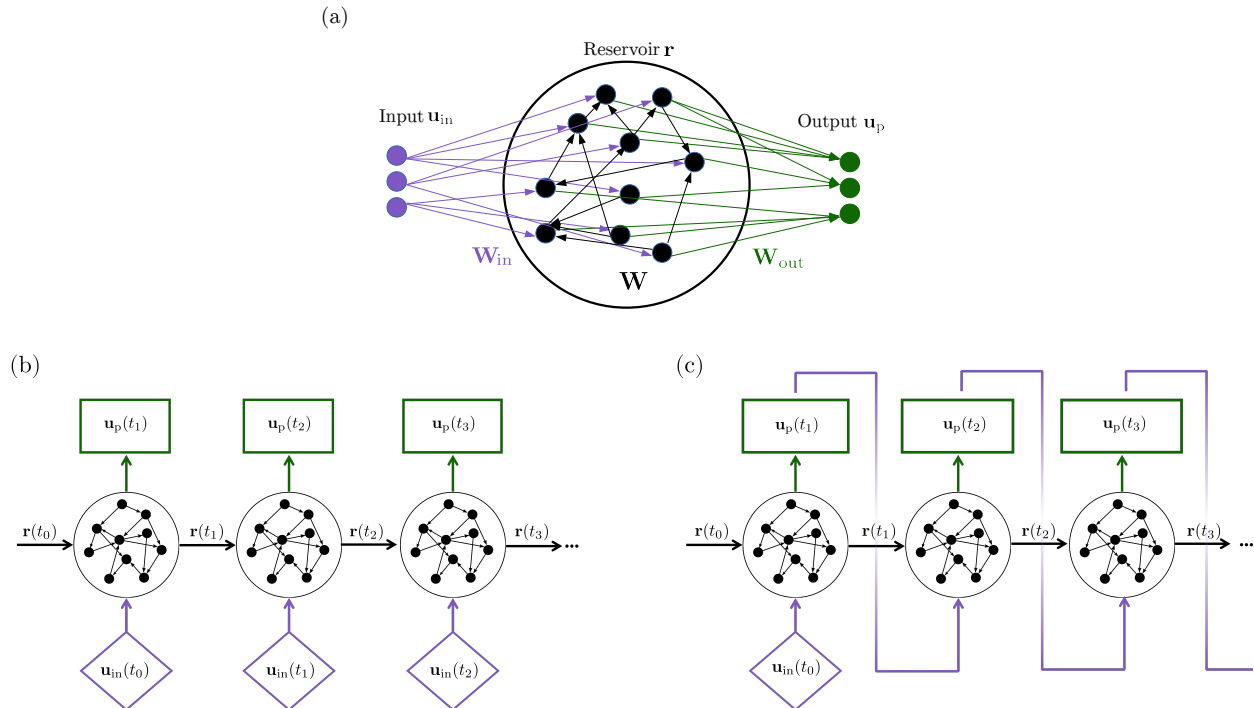 (a)
Reservoir r
Input u_in
Output u_p
W_in
W
W_out
(b)
u_p(t_1)
u_p(t_2)
u_p(t_3)
r(t_0)
r(t_1)
r(t_2)
r(t_3)
...
u_in(t_0)
u_in(t_1)
u_in(t_2)
(c)
u_p(t_1)
u_p(t_2)
u_p(t_3)
r(t_0)
r(t_1)
r(t_2)
r(t_3)
...
u_in(t_0)